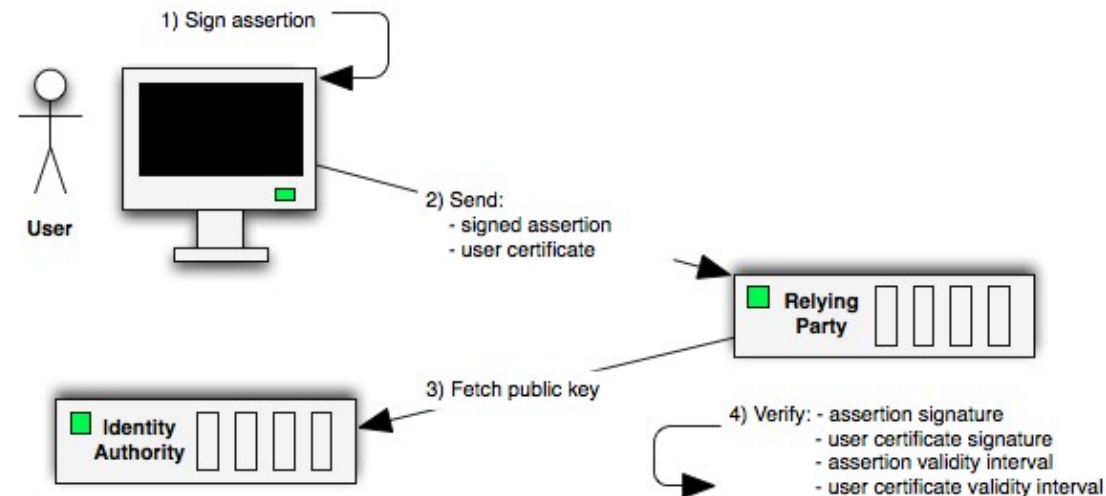 1) Sign assertion
User
2) Send:
- signed assertion
- user certificate
Relying
Party
3) Fetch public key
Identity
Authority
4) Verify: - assertion signature
- user certificate signature
- assertion validity interval
- user certificate validity interval